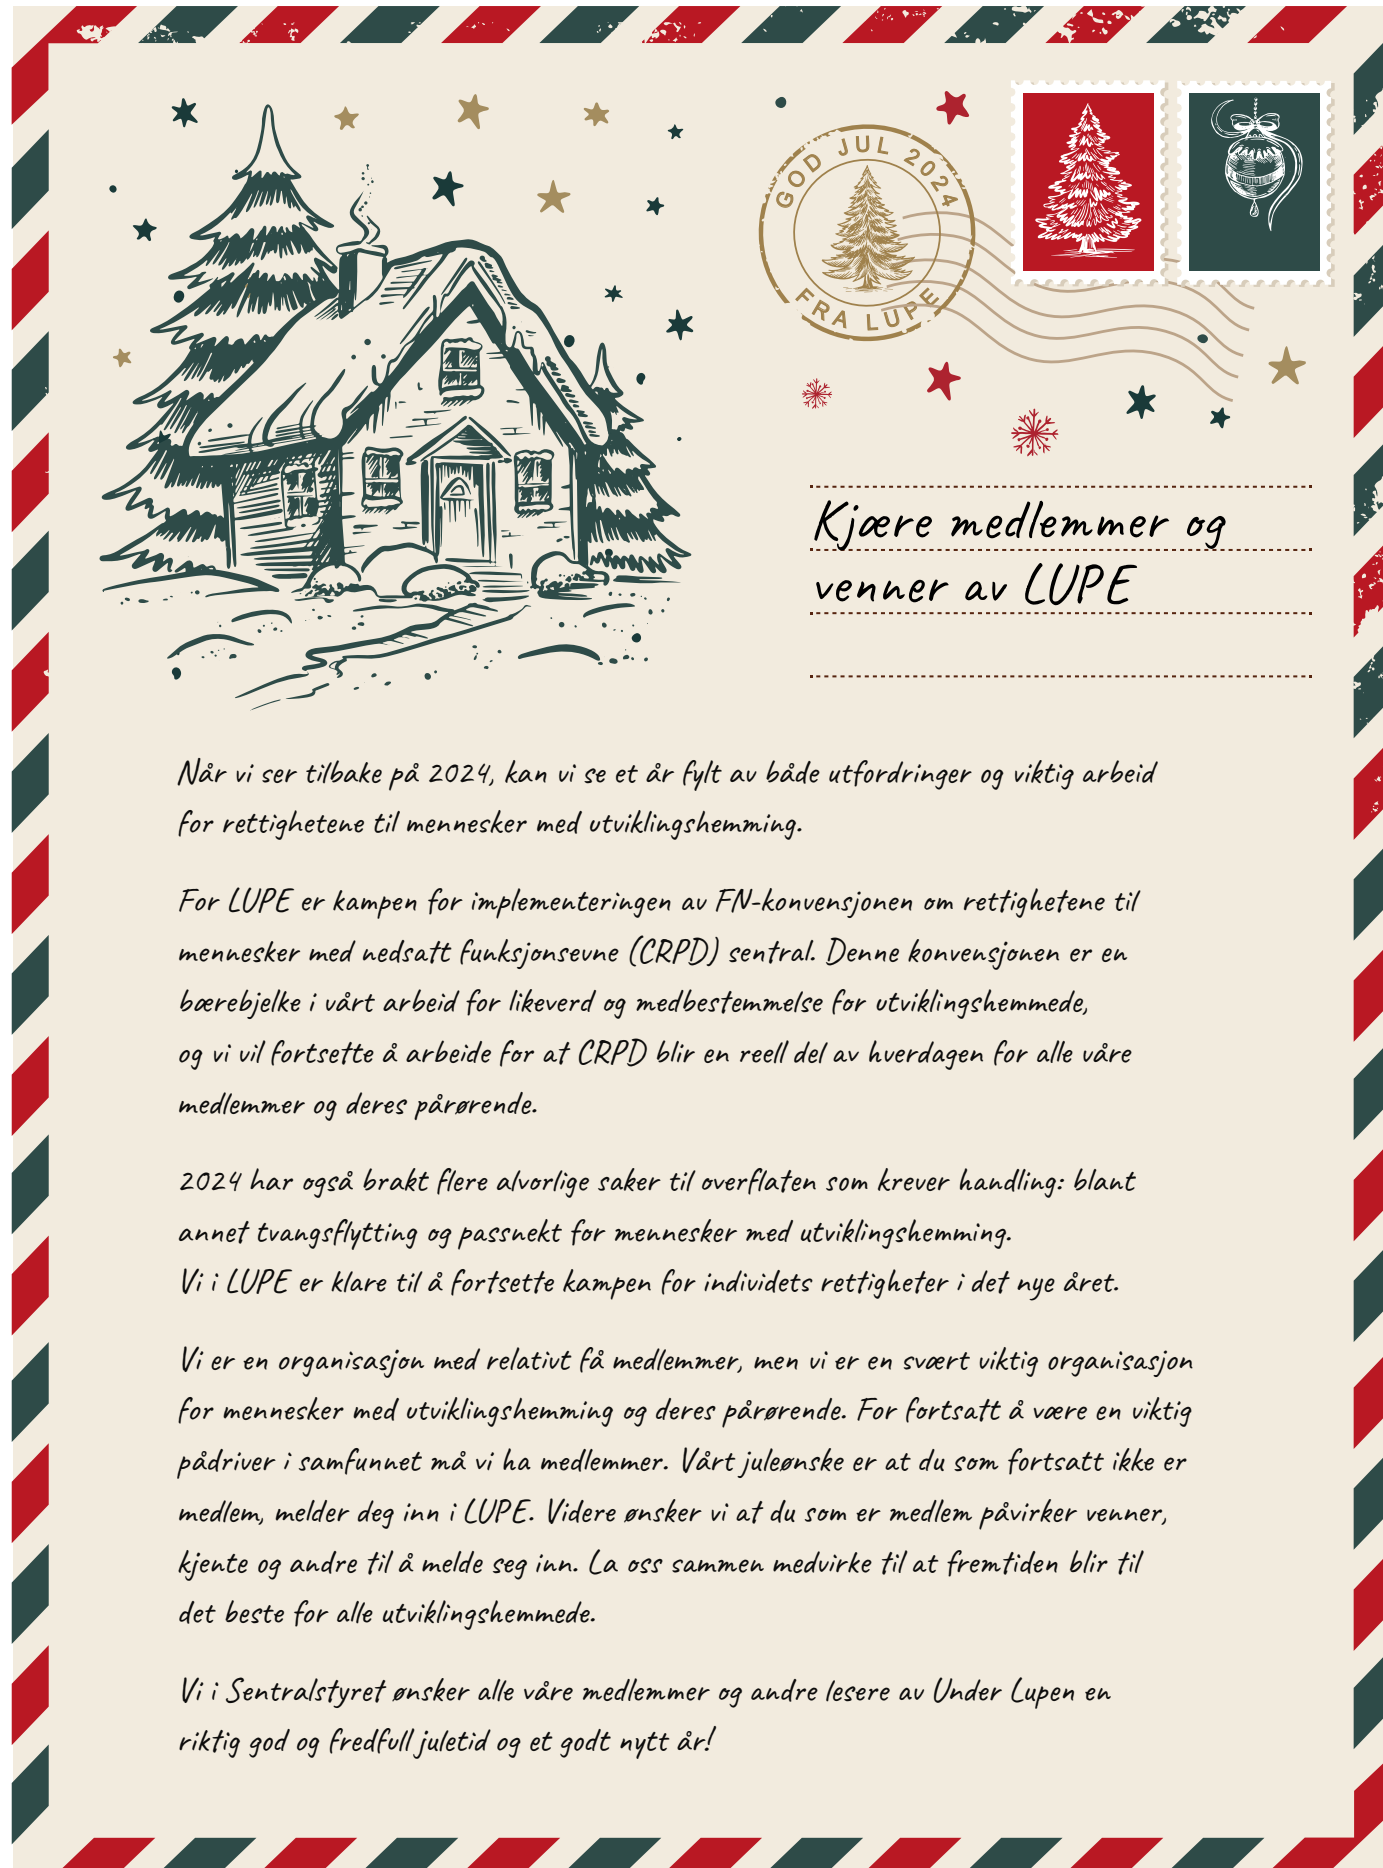 GOD JUL 2024
FRA LUPE
Kjære medlemmer og
venner av LUPE
Når vi ser tilbake på 2024, kan vi se et år fylt av både utfordringer og viktig arbeid
for rettighetene til mennesker med utviklingshemming.
For LUPE er kampen for implementeringen av FN-konvensjonen om rettighetene til
mennesker med nedsatt funksjonsevne (CRPD) sentral. Denne konvensjonen er en
bærebjelke i vårt arbeid for likeverd og medbestemmelse for utviklingshemmede,
og vi vil fortsette å arbeide for at CRPD blir en reell del av hverdagen for alle våre
medlemmer og deres pårørende.
2024 har også brakt flere alvorlige saker til overflaten som krever handling: blant
annet tvangsflytting og passnekt for mennesker med utviklingshemming.
Vi i LUPE er klare til å fortsette kampen for individets rettigheter i det nye året.
Vi er en organisasjon med relativt få medlemmer, men vi er en svært viktig organisasjon
for mennesker med utviklingshemming og deres pårørende. For fortsatt å være en viktig
pådriver i samfunnet må vi ha medlemmer. Vårt juleønske er at du som fortsatt ikke er
medlem, melder deg inn i LUPE. Videre ønsker vi at du som er medlem påvirker venner,
kjente og andre til å melde seg inn. La oss sammen medvirke til at fremtiden blir til
det beste for alle utviklingshemmede.
Vi i Sentralstyret ønsker alle våre medlemmer og andre lesere av Under Lupen en
riktig god og fredfull juletid og et godt nytt år!